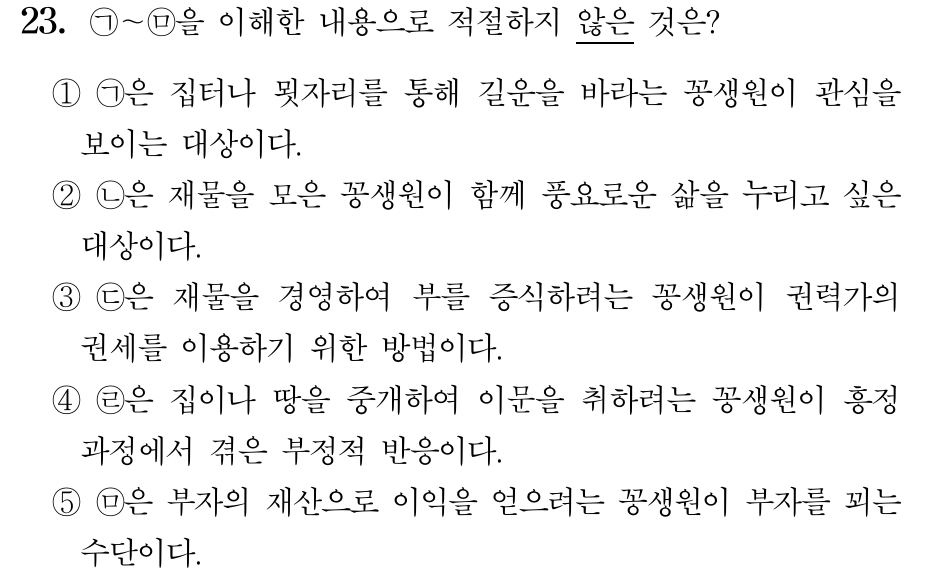 23. ㉠~㉤을 이해한 내용으로 적절하지 않은 것은?
① ㉠은 집터나 묏자리를 통해 길운을 바라는 꽁생원이 관심을
보이는 대상이다.
② ㉡은 재물을 모은 꽁생원이 함께 풍요로운 삶을 누리고 싶은
대상이다.
③ ㉢은 재물을 경영하여 부를 증식하려는 꽁생원이 권력가의
권세를 이용하기 위한 방법이다.
④ ㉣은 집이나 땅을 중개하여 이문을 취하려는 꽁생원이 흥정
과정에서 겪은 부정적 반응이다.
⑤ ㉤은 부자의 재산으로 이익을 얻으려는 꽁생원이 부자를 꾀는
수단이다.